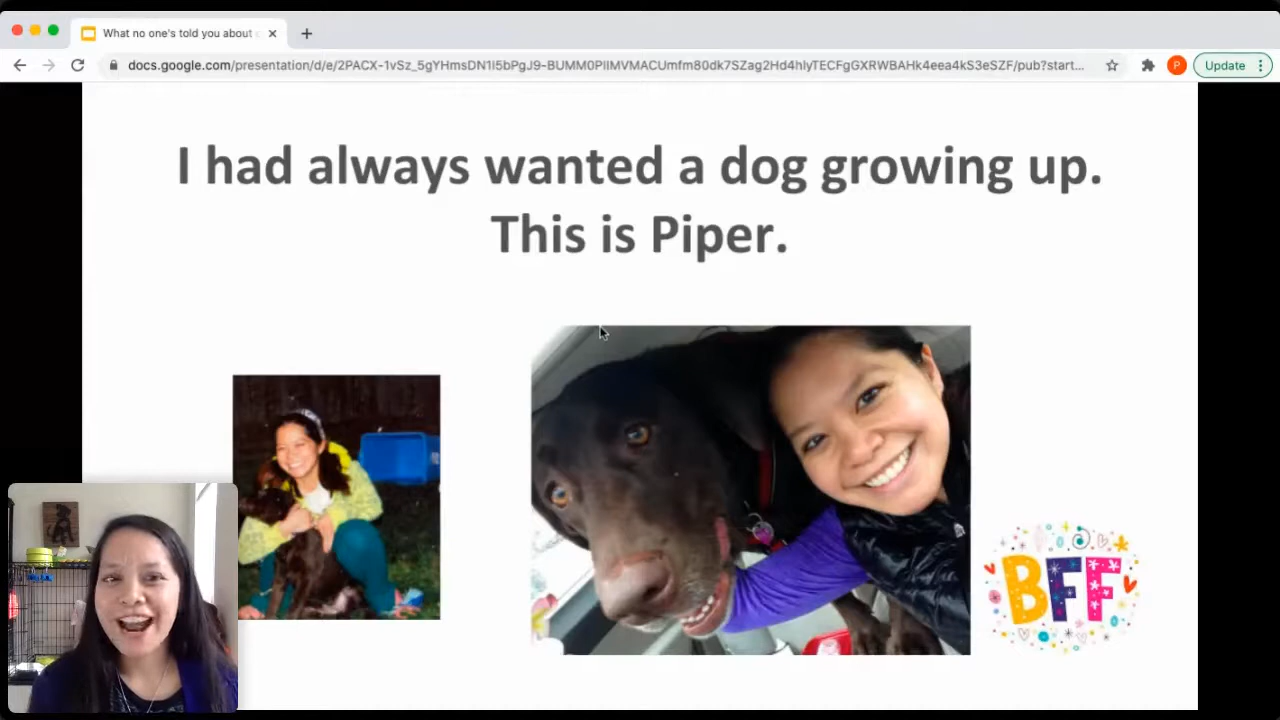 What no one's told you about
docs.google.com/presentation/d/e/2PACX-1vSz_5gYHmsDN1I5bPgJ9-BUMM0PIIMVMACUmfm80dk7SZag2Hd4hlyTECFgGXRWBAHk4eea4kS3eSZF/pub?start...
P
Update
I had always wanted a dog growing up.
This is Piper.
BFF